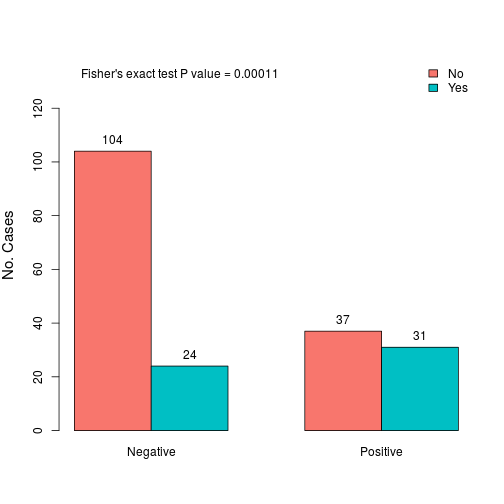 Fisher's exact test P value = 0.00011
No
Yes
No. Cases
120
100
80
60
40
20
0
104
24
37
31
Negative
Positive